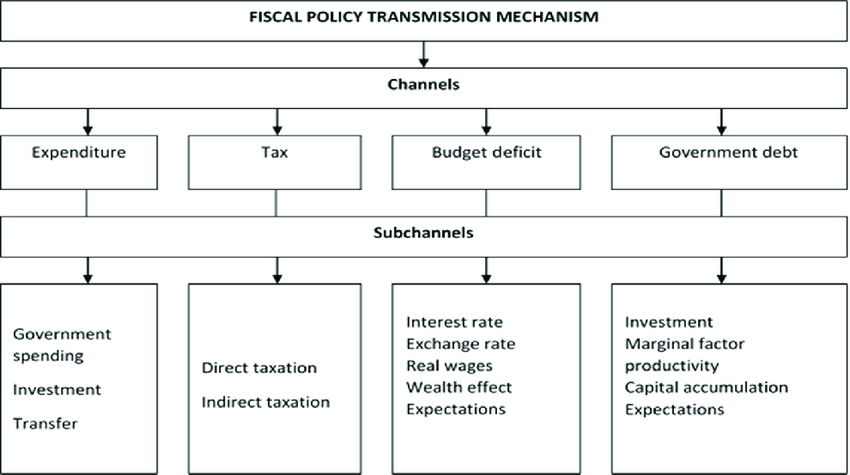 FISCAL POLICY TRANSMISSION MECHANISM
Channels
Expenditure
Tax
Budget deficit
Government debt
Subchannels
Government
spending
Investment
Transfer
Direct taxation
Indirect taxation
Interest rate
Exchange rate
Real wages
Wealth effect
Expectations
Investment
Marginal factor
productivity
Capital accumulation
Expectations